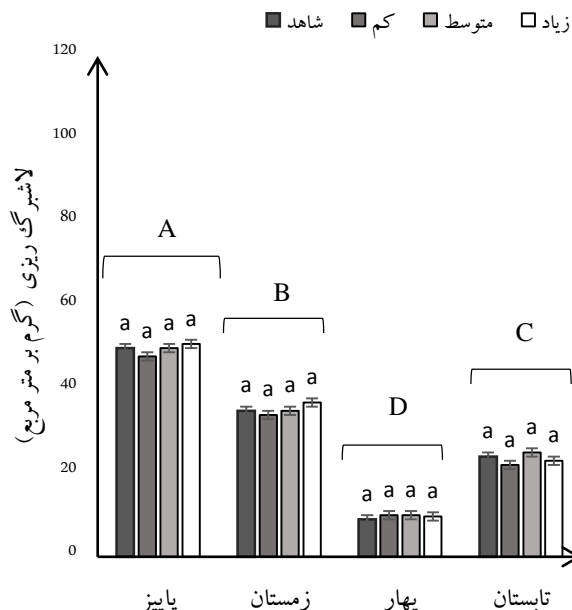 شاهد کم متوسط زیاد
لاشبرگ ریزی (گرم بر متر مربع)
120
100
80
60
40
20
0
A
a a a a
B
a a a a
D
a a a a
C
a a a a
پاییز زمستان بهار تابستان